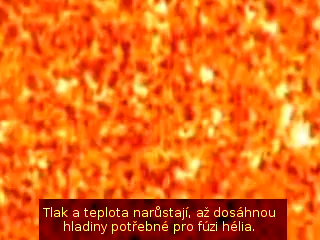 Tlak a teplota narůstají, až dosáhnou
hladiny potřebné pro fúzi hélia.